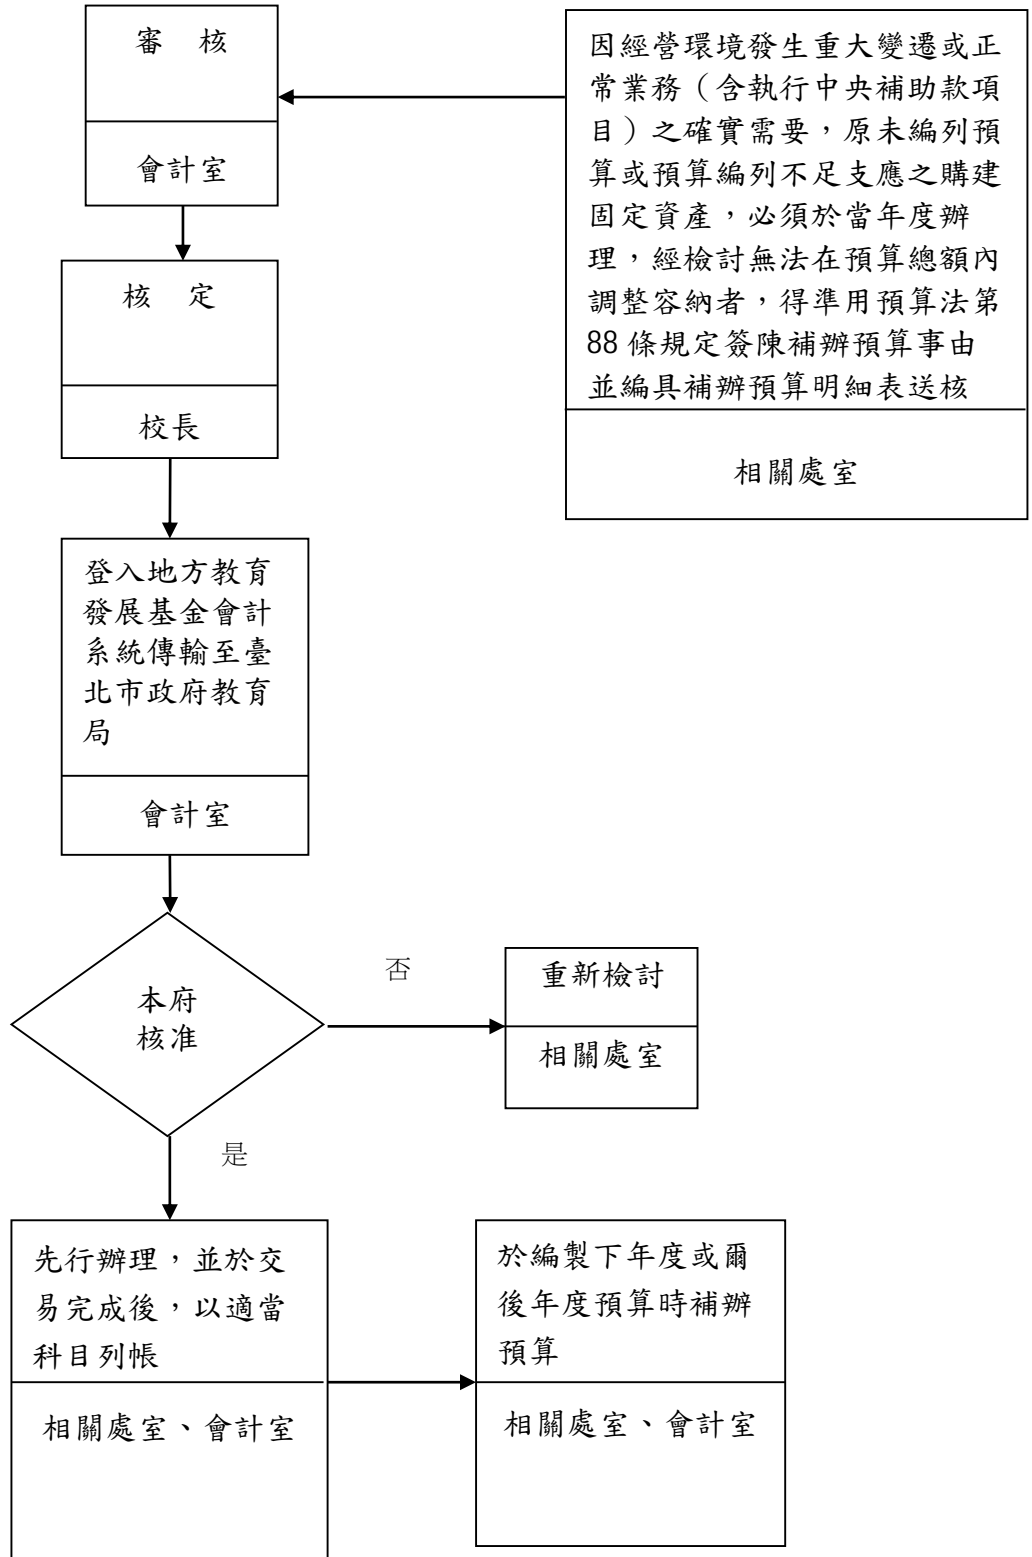 審　核
會計室
因經營環境發生重大變遷或正
常業務（含執行中央補助款項
目）之確實需要，原未編列預
算或預算編列不足支應之購建
固定資產，必須於當年度辦
理，經檢討無法在預算總額內
調整容納者，得準用預算法第
88 條規定簽陳補辦預算事由
並編具補辦預算明細表送核
相關處室
核　定
校長
登入地方教育
發展基金會計
系統傳輸至臺
北市政府教育
局
會計室
本府
核准
否
重新檢討
相關處室
是
先行辦理，並於交
易完成後，以適當
科目列帳
相關處室、會計室
於編製下年度或爾
後年度預算時補辦
預算
相關處室、會計室